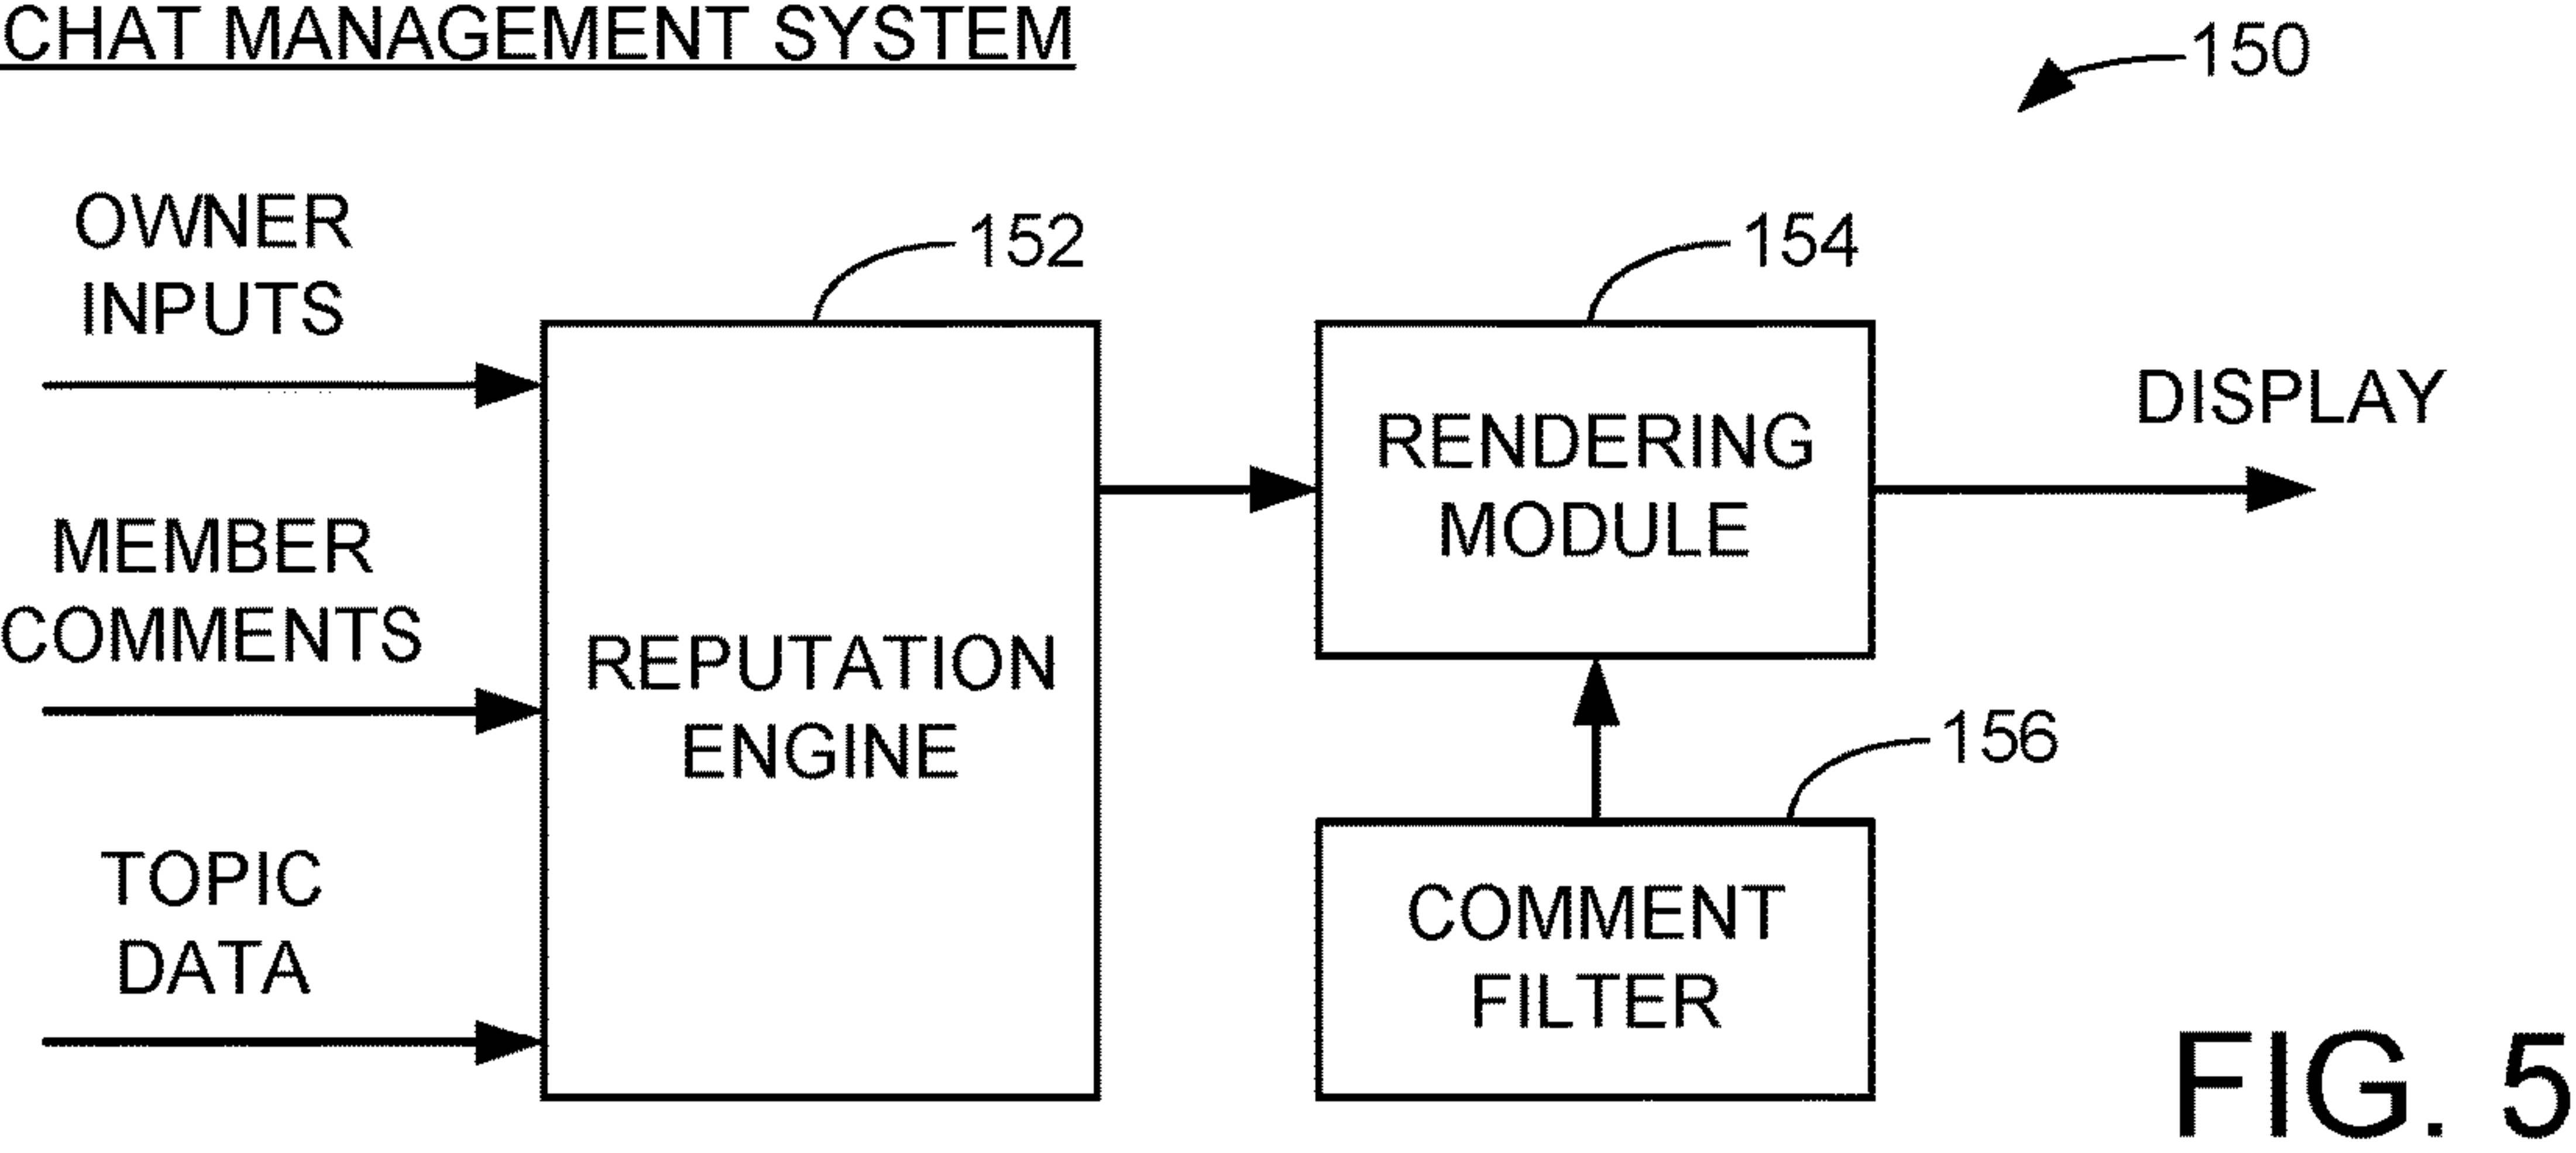 CHAT MANAGEMENT SYSTEM
150
OWNER
INPUTS
152
154
RENDERING
MODULE
DISPLAY
MEMBER
COMMENTS
REPUTATION
ENGINE
156
TOPIC
DATA
COMMENT
FILTER
FIG. 5